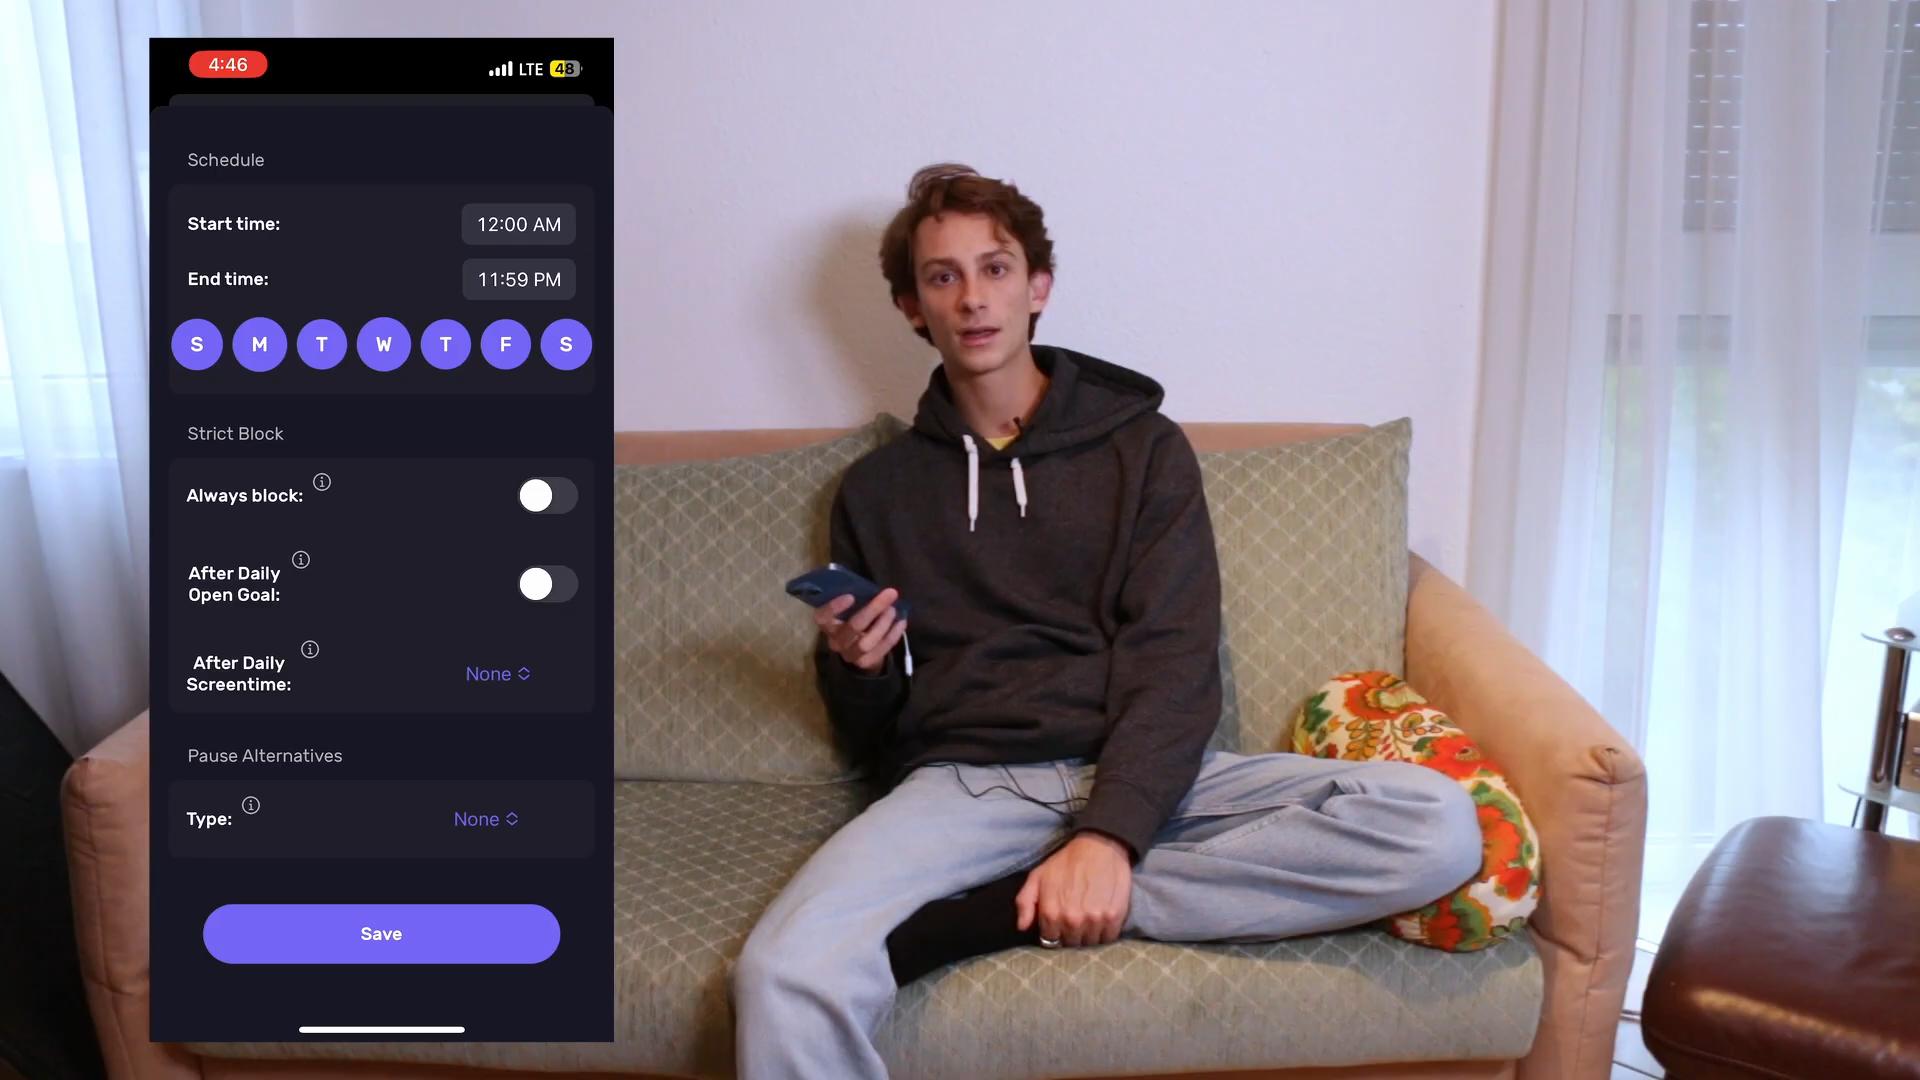 4:46 LTE 48
Schedule
Start time: 12:00 AM
End time: 11:59 PM
S M T W T F S
Strict Block
Always block:
After Daily
Open Goal:
After Daily
Screentime: None
Pause Alternatives
Type: None
Save